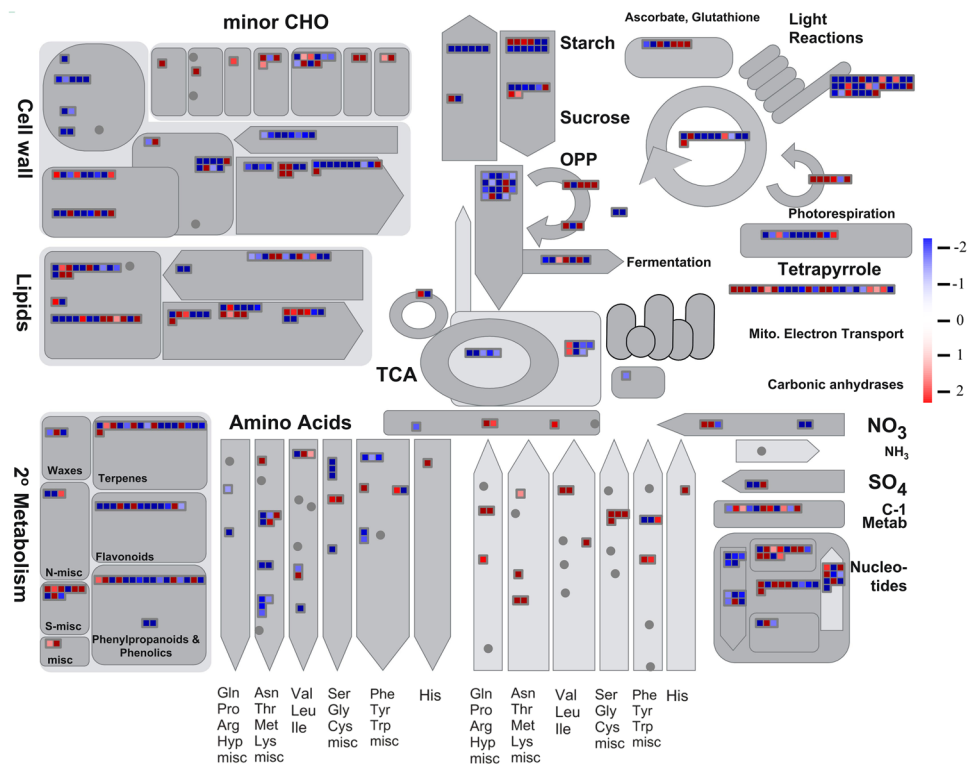 minor CHO
Cell wall
Lipids
Starch
Sucrose
OPP
Fermentation
TCA
Ascorbate, Glutathione
Light
Reactions
Photorespiration
Tetrapyrrole
Mito. Electron Transport
Carbonic anhydrases
-2
-1
0
1
2
2º Metabolism
Waxes
Terpenes
N-misc
Flavonoids
S-misc
Phenylpropanoids &
Phenolics
misc
Amino Acids
NO3
NH3
SO4
C-1
Metab
Nucleo-
tides
Gln
Pro
Arg
Hyp
misc
Asn
Thr
Met
Lys
misc
Val
Leu
Ile
Ser
Gly
Cys
misc
Phe
Tyr
Trp
misc
His
Gln
Pro
Arg
Hyp
misc
Asn
Thr
Met
Lys
misc
Val
Leu
Ile
Ser
Gly
Cys
misc
Phe
Tyr
Trp
misc
His